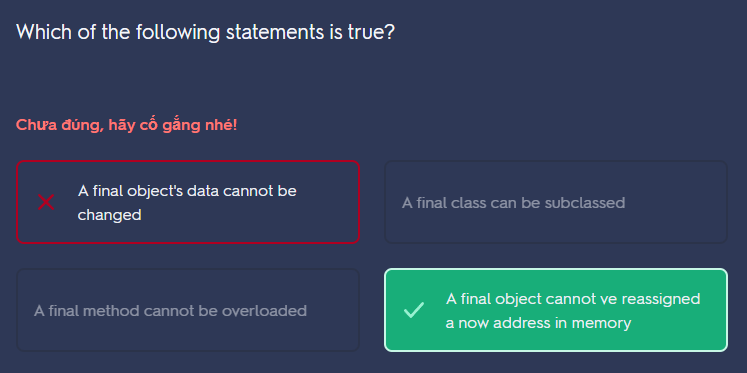 Which of the following statements is true?
Chưa đúng, hãy cố gắng nhé!
A final object's data cannot be
changed
A final class can be subclassed
A final method cannot be overloaded
A final object cannot ve reassigned
a now address in memory